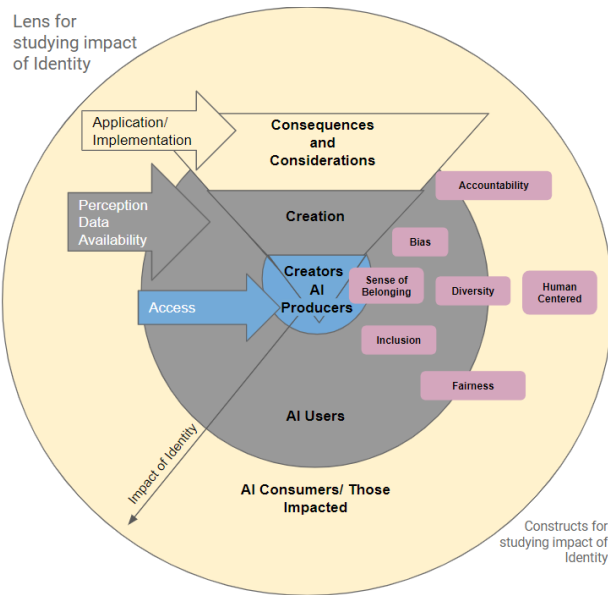 Lens for
studying impact
of Identity
Application/
Implementation
Consequences
and
Considerations
Perception
Data
Availability
Creation
Accountability
Bias
Creators
AI
Producers
Sense of
Belonging
Diversity
Human
Centered
Access
Inclusion
Fairness
AI Users
Impact of Identity
AI Consumers/ Those
Impacted
Constructs for
studying impact of
Identity